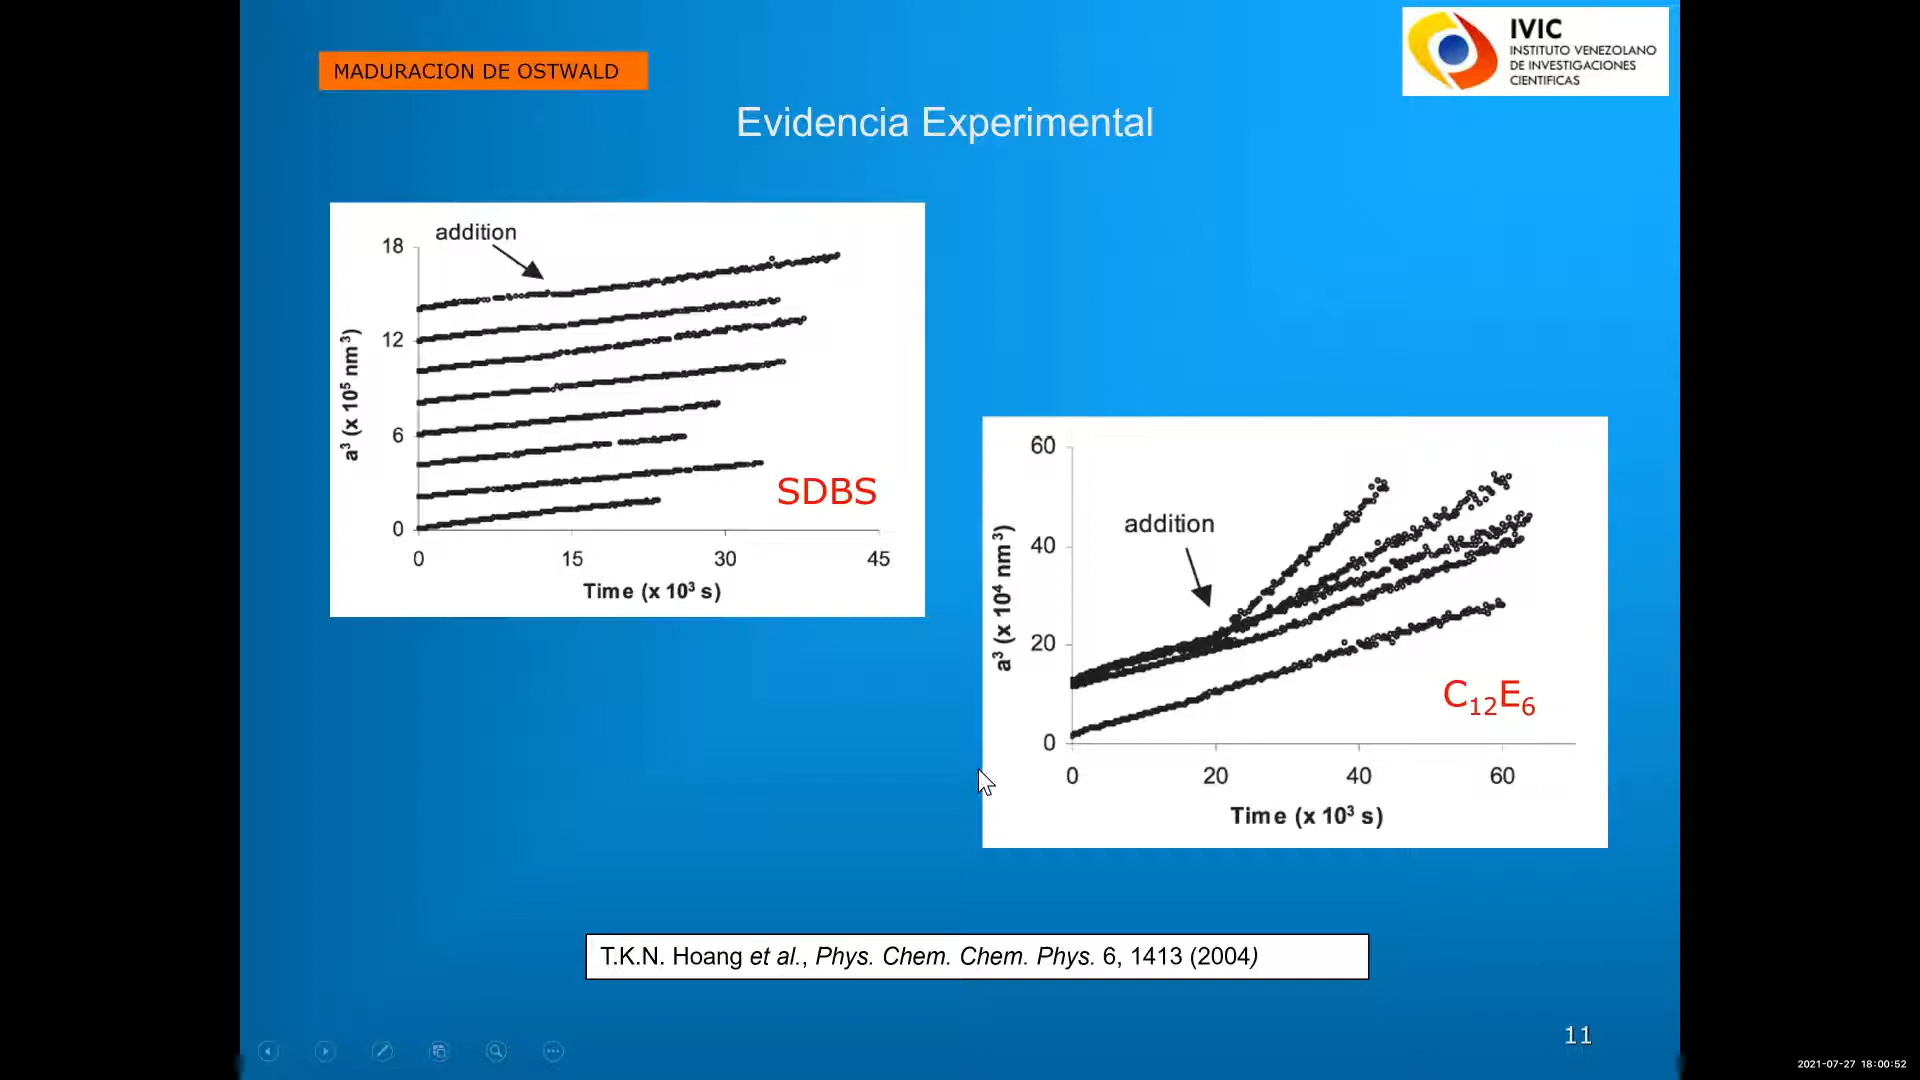 MADURACION DE OSTWALD
IVIC
INSTITUTO VENEZOLANO
DE INVESTIGACIONES
CIENTIFICAS
Evidencia Experimental
addition
18
12
6
0
a³ (x 10⁵ nm³)
SDBS
0 15 30 45
Time (x 10³ s)
60
40
20
0
addition
a³ (x 10⁴ nm³)
C₁₂E₆
0 20 40 60
Time (x 10³ s)
T.K.N. Hoang et al., Phys. Chem. Chem. Phys. 6, 1413 (2004)
11
2021-07-27 18:00:52